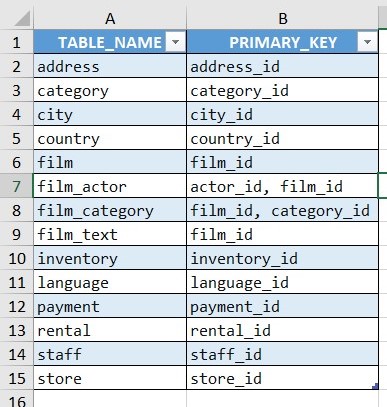 A B
1 TABLE_NAME PRIMARY_KEY
2 address address_id
3 category category_id
4 city city_id
5 country country_id
6 film film_id
7 film_actor actor_id, film_id
8 film_category film_id, category_id
9 film_text film_id
10 inventory inventory_id
11 language language_id
12 payment payment_id
13 rental rental_id
14 staff staff_id
15 store store_id
16